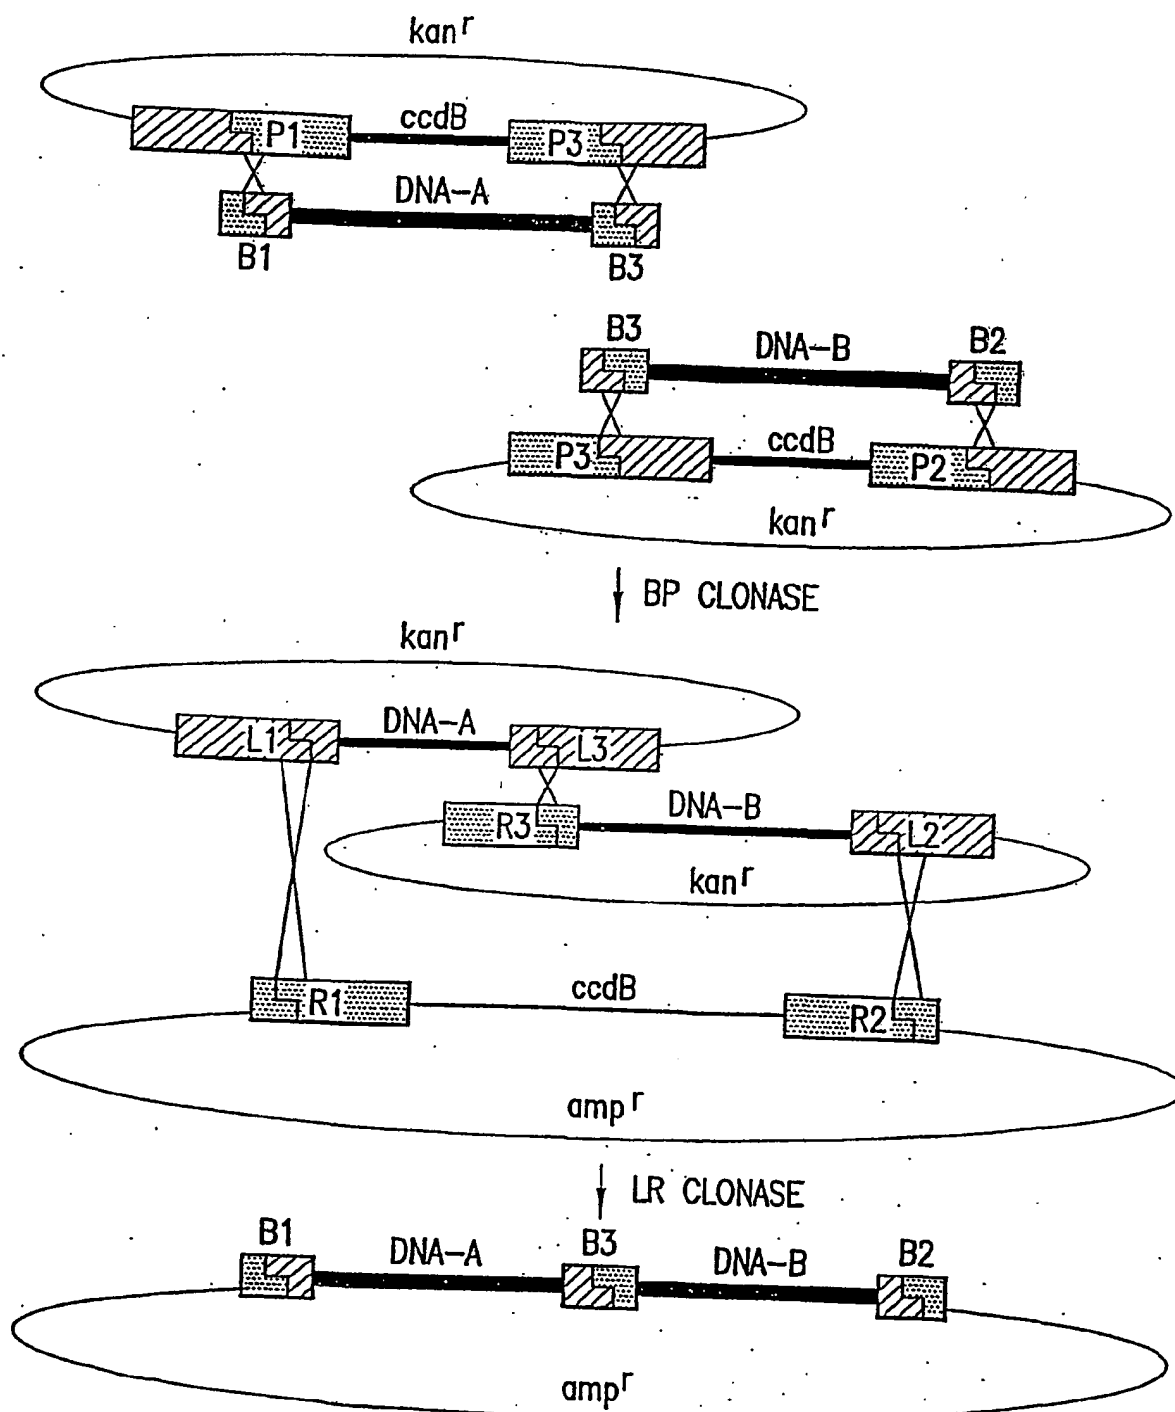 kanʳ
ccdB
P1
P3
DNA-A
B1
B3
B3
DNA-B
B2
P3
ccdB
P2
kanʳ
BP CLONASE
kanʳ
L1
DNA-A
L3
R3
DNA-B
L2
kanʳ
R1
ccdB
R2
ampʳ
LR CLONASE
B1
DNA-A
B3
DNA-B
B2
ampʳ